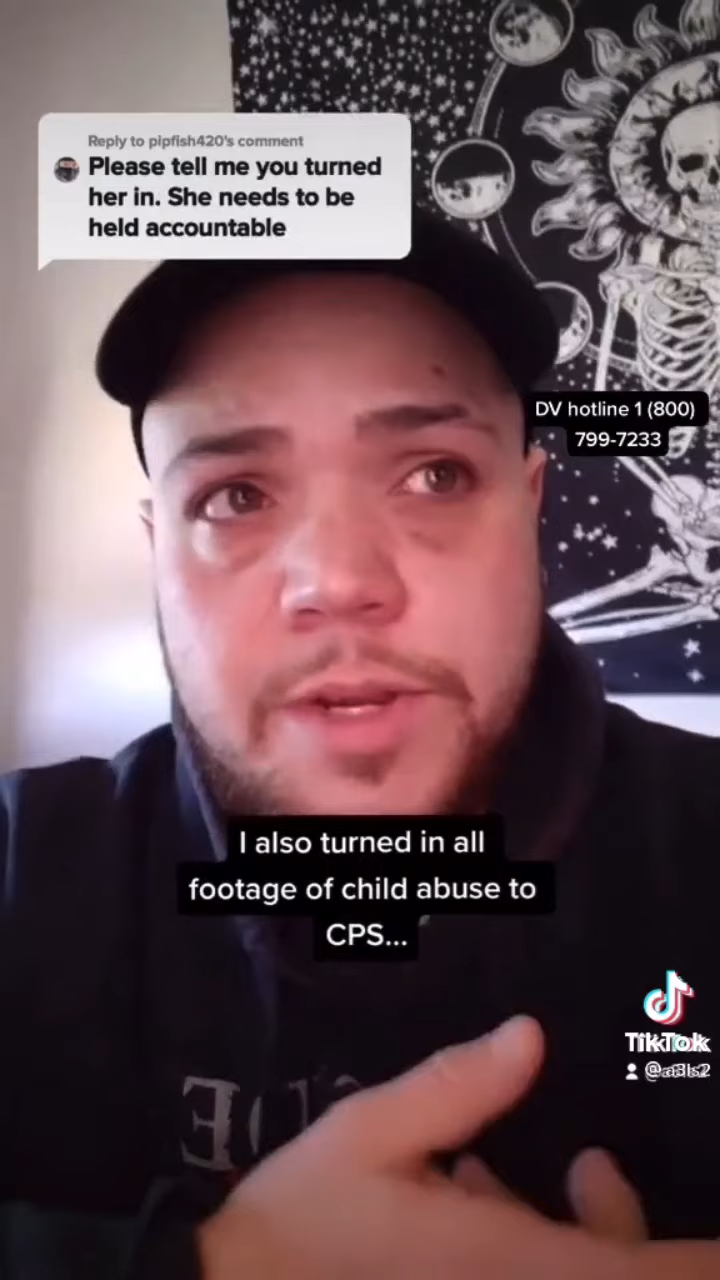 Reply to pipfish420's comment
Please tell me you turned
her in. She needs to be
held accountable
DV hotline 1 (800)
799-7233
I also turned in all
footage of child abuse to
CPS...
TikTok